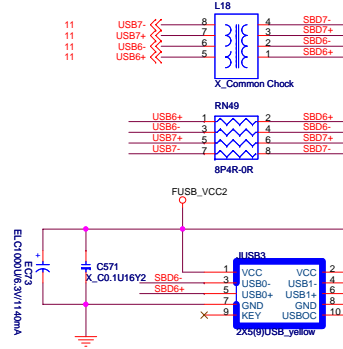 L18
11 USB7- 8 4 SBD7-
11 USB7+ 7 3 SBD7+
11 USB6- 6 2 SBD6-
11 USB6+ 5 1 SBD6+
X_Common Chock
RN49
USB6+ 1 2 SBD6+
USB6- 3 4 SBD6-
USB7+ 5 6 SBD7+
USB7- 7 8 SBD7-
8P4R-0R
FUSB_VCC2
EC73
ELC1000U/6.3V/1140mA
+
C571
X_C0.1U16Y2
JUSB3
1 VCC VCC 2
SBD6- 3 USB0- USB1- 4
SBD6+ 5 USB0+ USB1+ 6
7 GND GND 8
9 KEY USBOC 10
2X5(9)USB_yellow